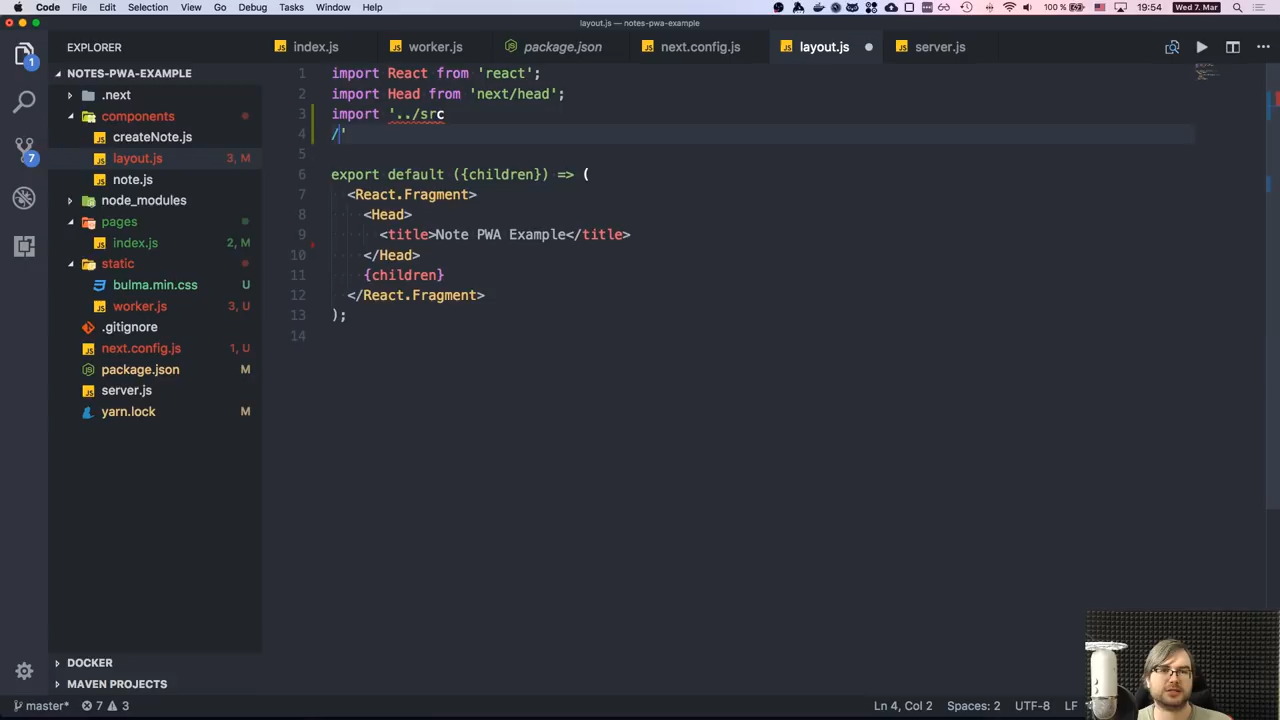 Code File Edit Selection View Go Debug Tasks Window Help 100 % 19:54 Wed 7. Mar
layout.js — notes-pwa-example
EXPLORER
index.js
worker.js
package.json
next.config.js
layout.js
server.js
NOTES-PWA-EXAMPLE
.next
components
createNote.js
layout.js 3, M
note.js
node_modules
pages
index.js 2, M
static
bulma.min.css U
worker.js 3, U
.gitignore
next.config.js 1, U
package.json M
server.js
yarn.lock M
1 import React from 'react';
2 import Head from 'next/head';
3 import '../src
4 /'
5
6 export default ({children}) => (
7 <React.Fragment>
8 <Head>
9 <title>Note PWA Example</title>
10 </Head>
11 {children}
12 </React.Fragment>
13 );
14
1
7
DOCKER
MAVEN PROJECTS
master* 7 3
Ln 4, Col 2 Spaces: 2 UTF-8 LF